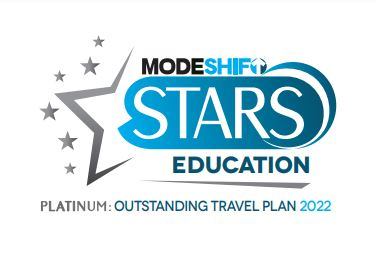 MODESHIFT
STARS
EDUCATION
PLATINUM: OUTSTANDING TRAVEL PLAN 2022